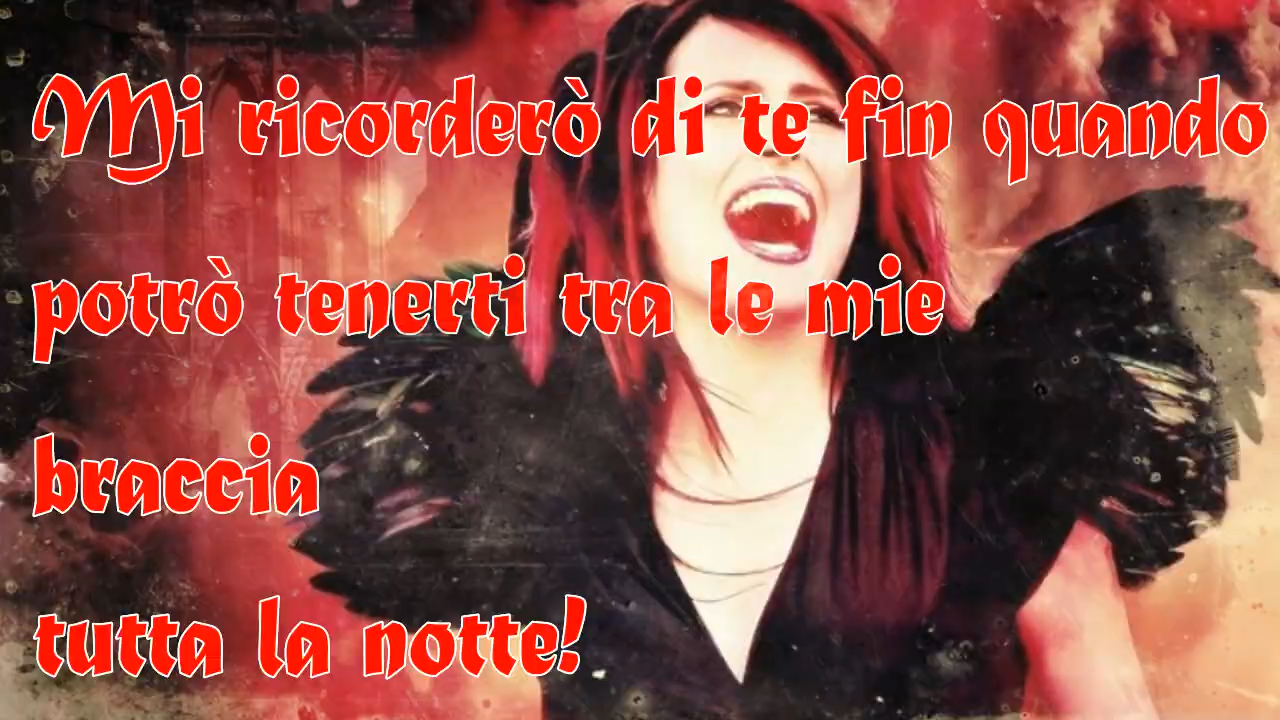 Mi ricorderò di te fin quando
potrò tenerti tra le mie
braccia
tutta la notte!